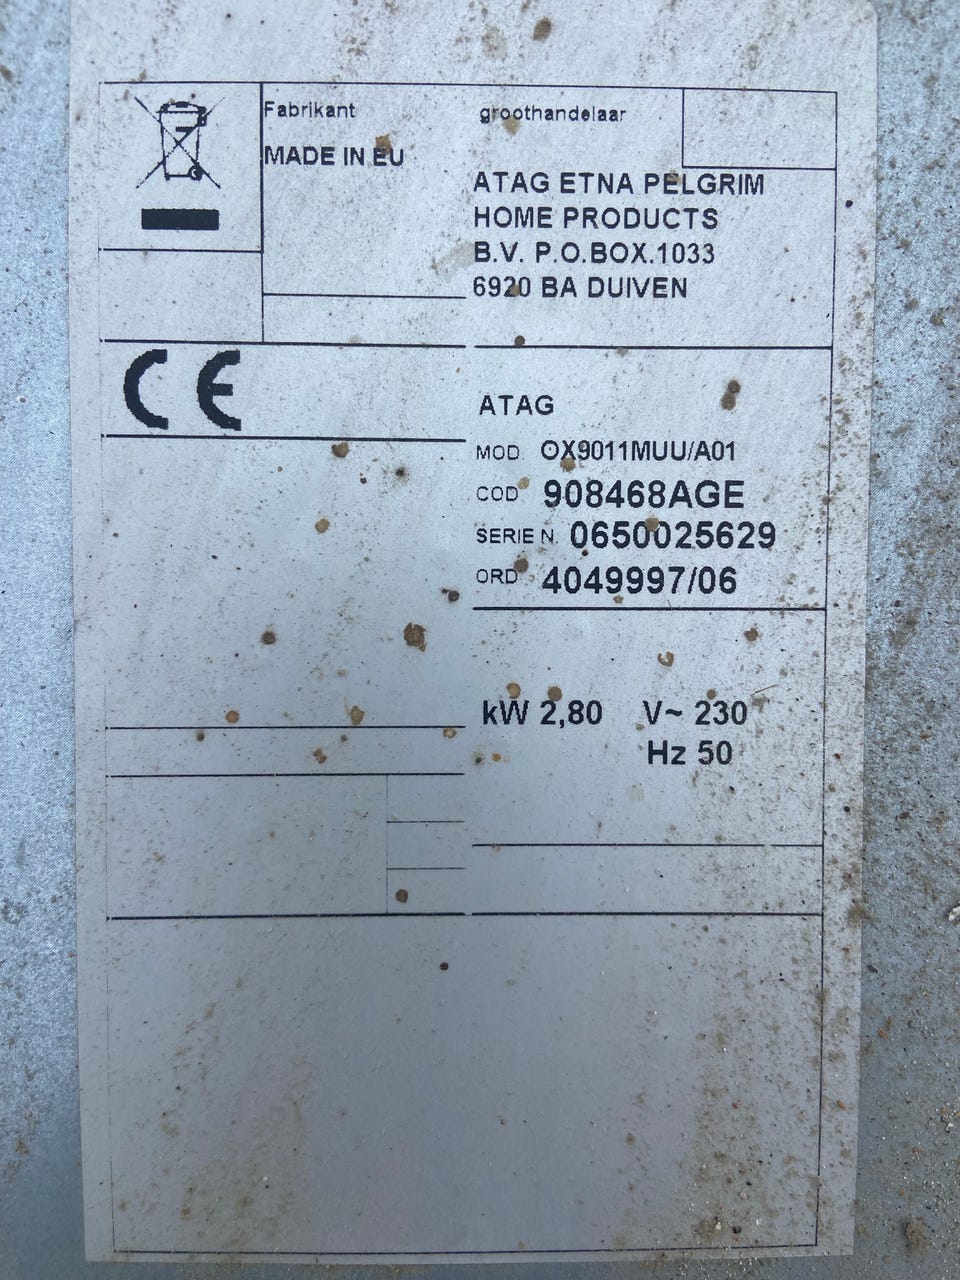 Fabrikant
MADE IN EU
groothandelaar
ATAG ETNA PELGRIM
HOME PRODUCTS
B.V. P.O.BOX.1033
6920 BA DUIVEN
CE
ATAG
MOD. OX9011MUU/A01
COD 908468AGE
SERIE N. 0650025629
ORD 4049997/06
kW 2,80 V~ 230
Hz 50